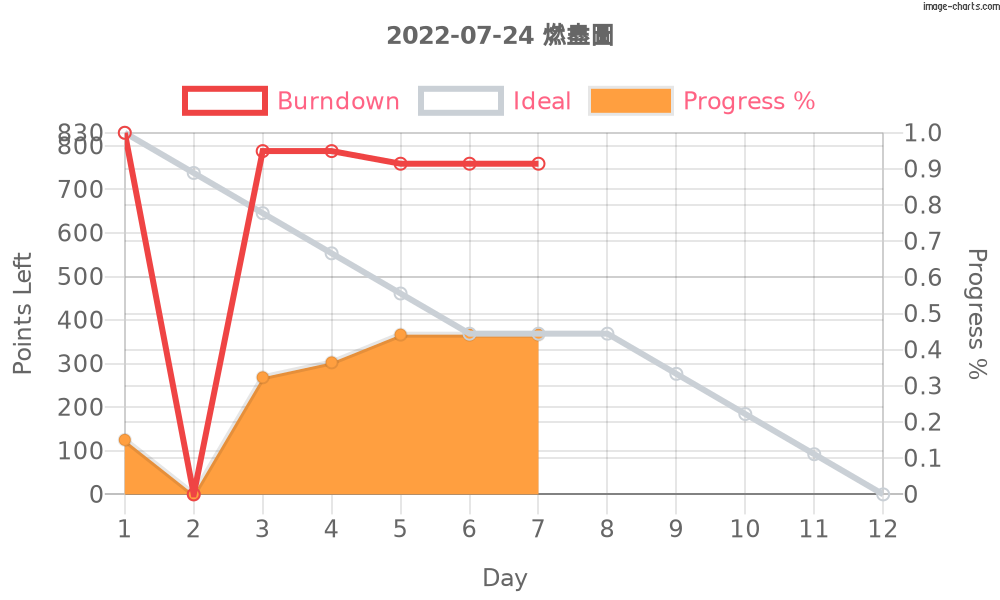 image-charts.com
2022-07-24 燃盡圖
Burndown Ideal Progress %
830 1.0
800
0.9
700
0.8
600
0.7
500 0.6
0.5
400
0.4
300
0.3
200
0.2
100
0.1
0 0
Points Left
Progress %
1 2 3 4 5 6 7 8 9 10 11 12
Day